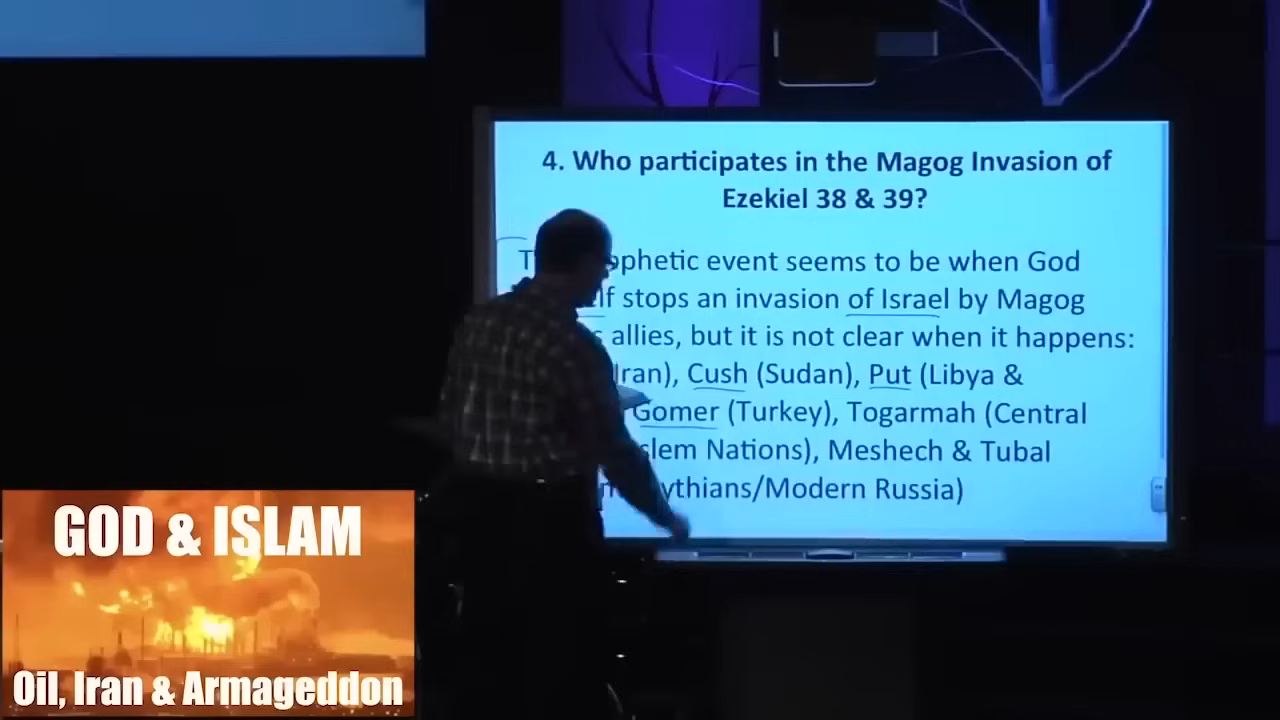 4. Who participates in the Magog Invasion of
Ezekiel 38 & 39?
event seems to be when God
stops an invasion of Israel by Magog
allies, but it is not clear when it happens:
Iran), Cush (Sudan), Put (Libya &
Gomer (Turkey), Togarmah (Central
Nations), Meshech & Tubal
Russia)
GOD & ISLAM
Oil, Iran & Armageddon